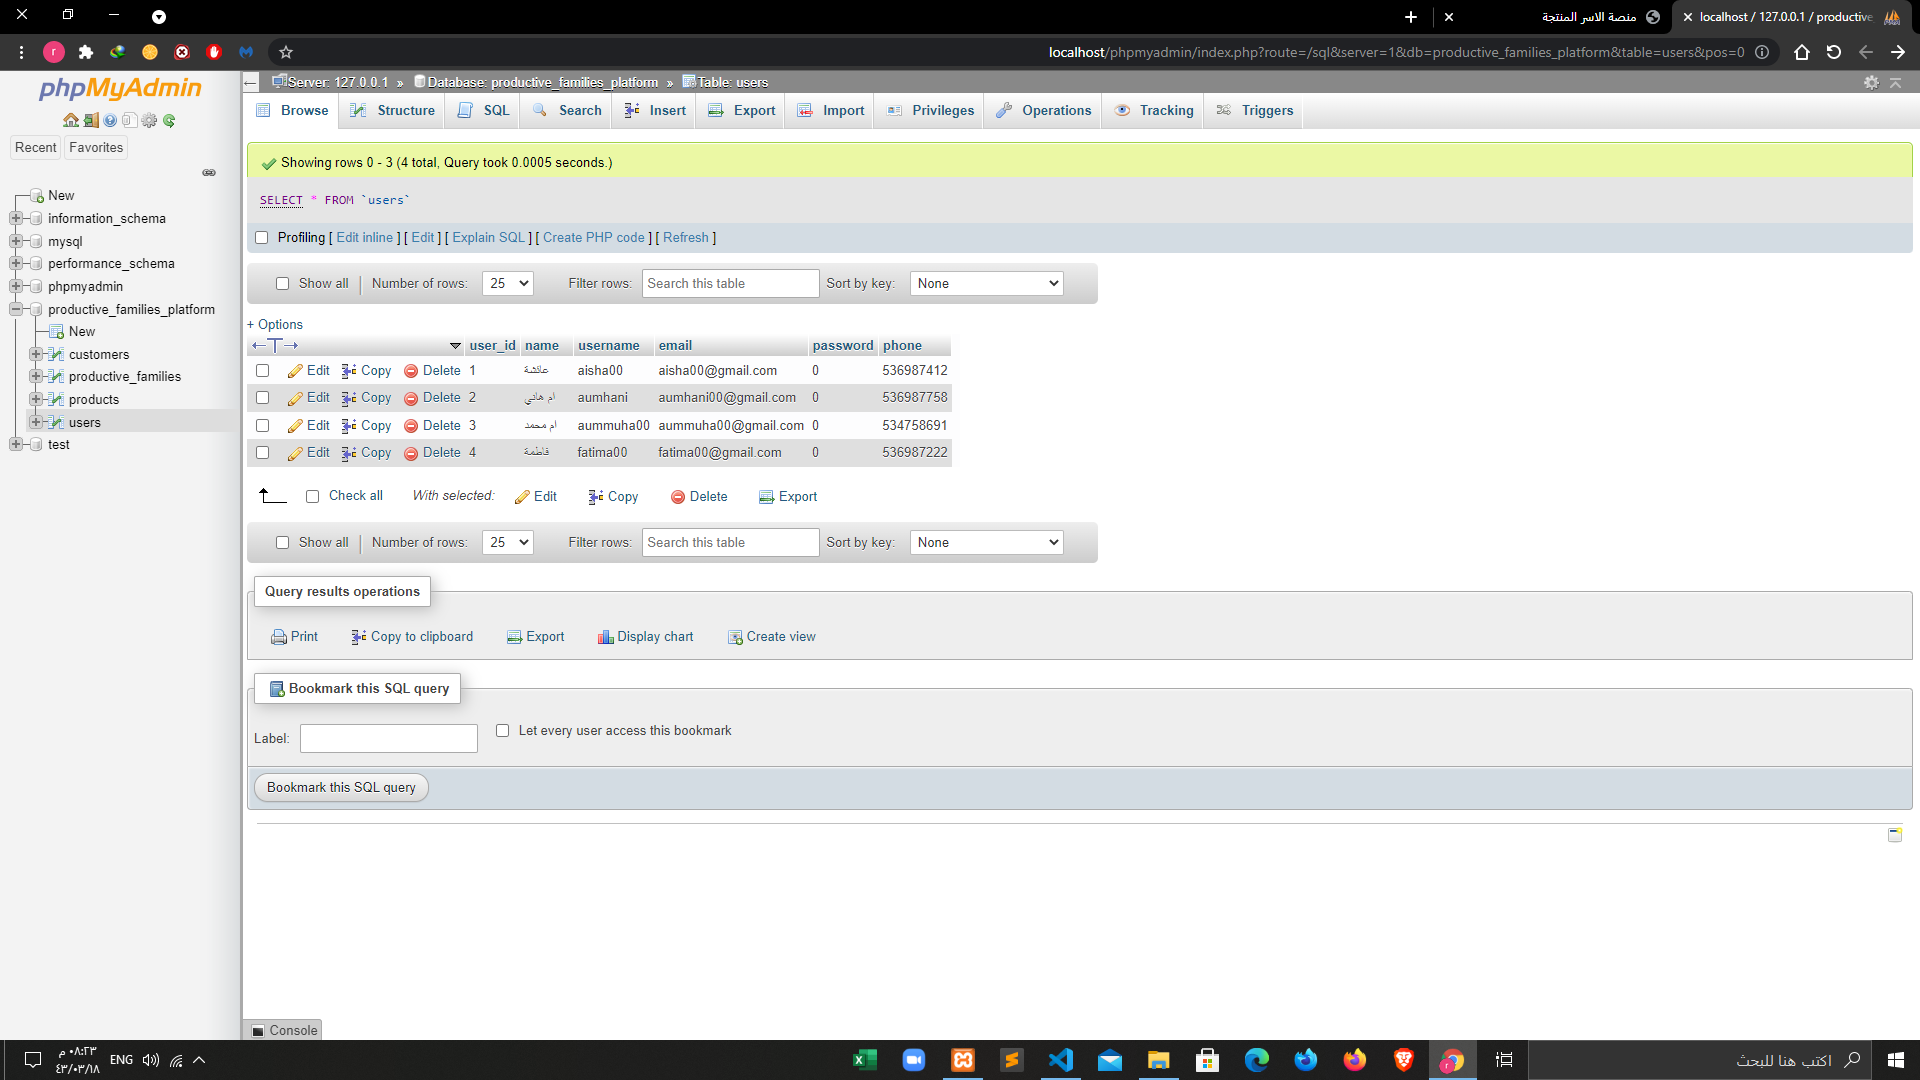 منصة الاسر المنتجة
localhost / 127.0.0.1 / productive
localhost/phpmyadmin/index.php?route=/sql&server=1&db=productive_families_platform&table=users&pos=0
phpMyAdmin
Recent Favorites
New
information_schema
mysql
performance_schema
phpmyadmin
productive_families_platform
New
customers
productive_families
products
users
test
Server: 127.0.0.1 » Database: productive_families_platform » Table: users
Browse Structure SQL Search Insert Export Import Privileges Operations Tracking Triggers
Showing rows 0 - 3 (4 total, Query took 0.0005 seconds.)
SELECT * FROM `users`
Profiling [ Edit inline ] [ Edit ] [ Explain SQL ] [ Create PHP code ] [ Refresh ]
Show all | Number of rows: 25 Filter rows: Search this table Sort by key: None
+ Options
←T→ user_id name username email password phone
Edit Copy Delete 1 عائشة aisha00 aisha00@gmail.com 0 536987412
Edit Copy Delete 2 ام هاني aumhani aumhani00@gmail.com 0 536987758
Edit Copy Delete 3 ام محمد aummuha00 aummuha00@gmail.com 0 534758691
Edit Copy Delete 4 فاطمة fatima00 fatima00@gmail.com 0 536987222
Check all With selected: Edit Copy Delete Export
Show all | Number of rows: 25 Filter rows: Search this table Sort by key: None
Query results operations
Print Copy to clipboard Export Display chart Create view
Bookmark this SQL query
Label: Let every user access this bookmark
Bookmark this SQL query
Console
٠٨:٢٣ م
٤٣/٠٣/١٨
ENG
اكتب هنا للبحث